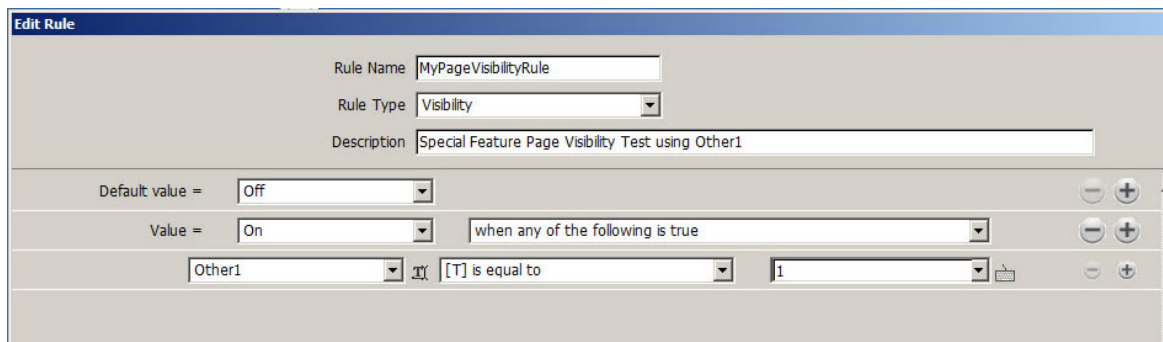 Edit Rule
Rule Name MyPageVisibilityRule
Rule Type Visibility
Description Special Feature Page Visibility Test using Other1
Default value = Off
Value = On when any of the following is true
Other1 T( [T] is equal to 1